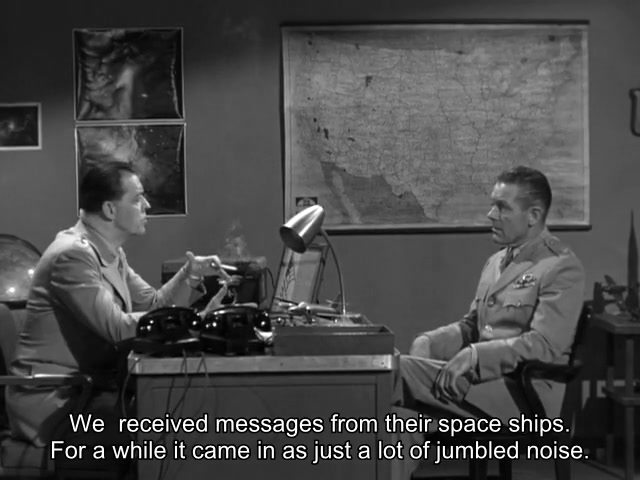 We  received messages from their space ships.
For a while it came in as just a lot of jumbled noise.